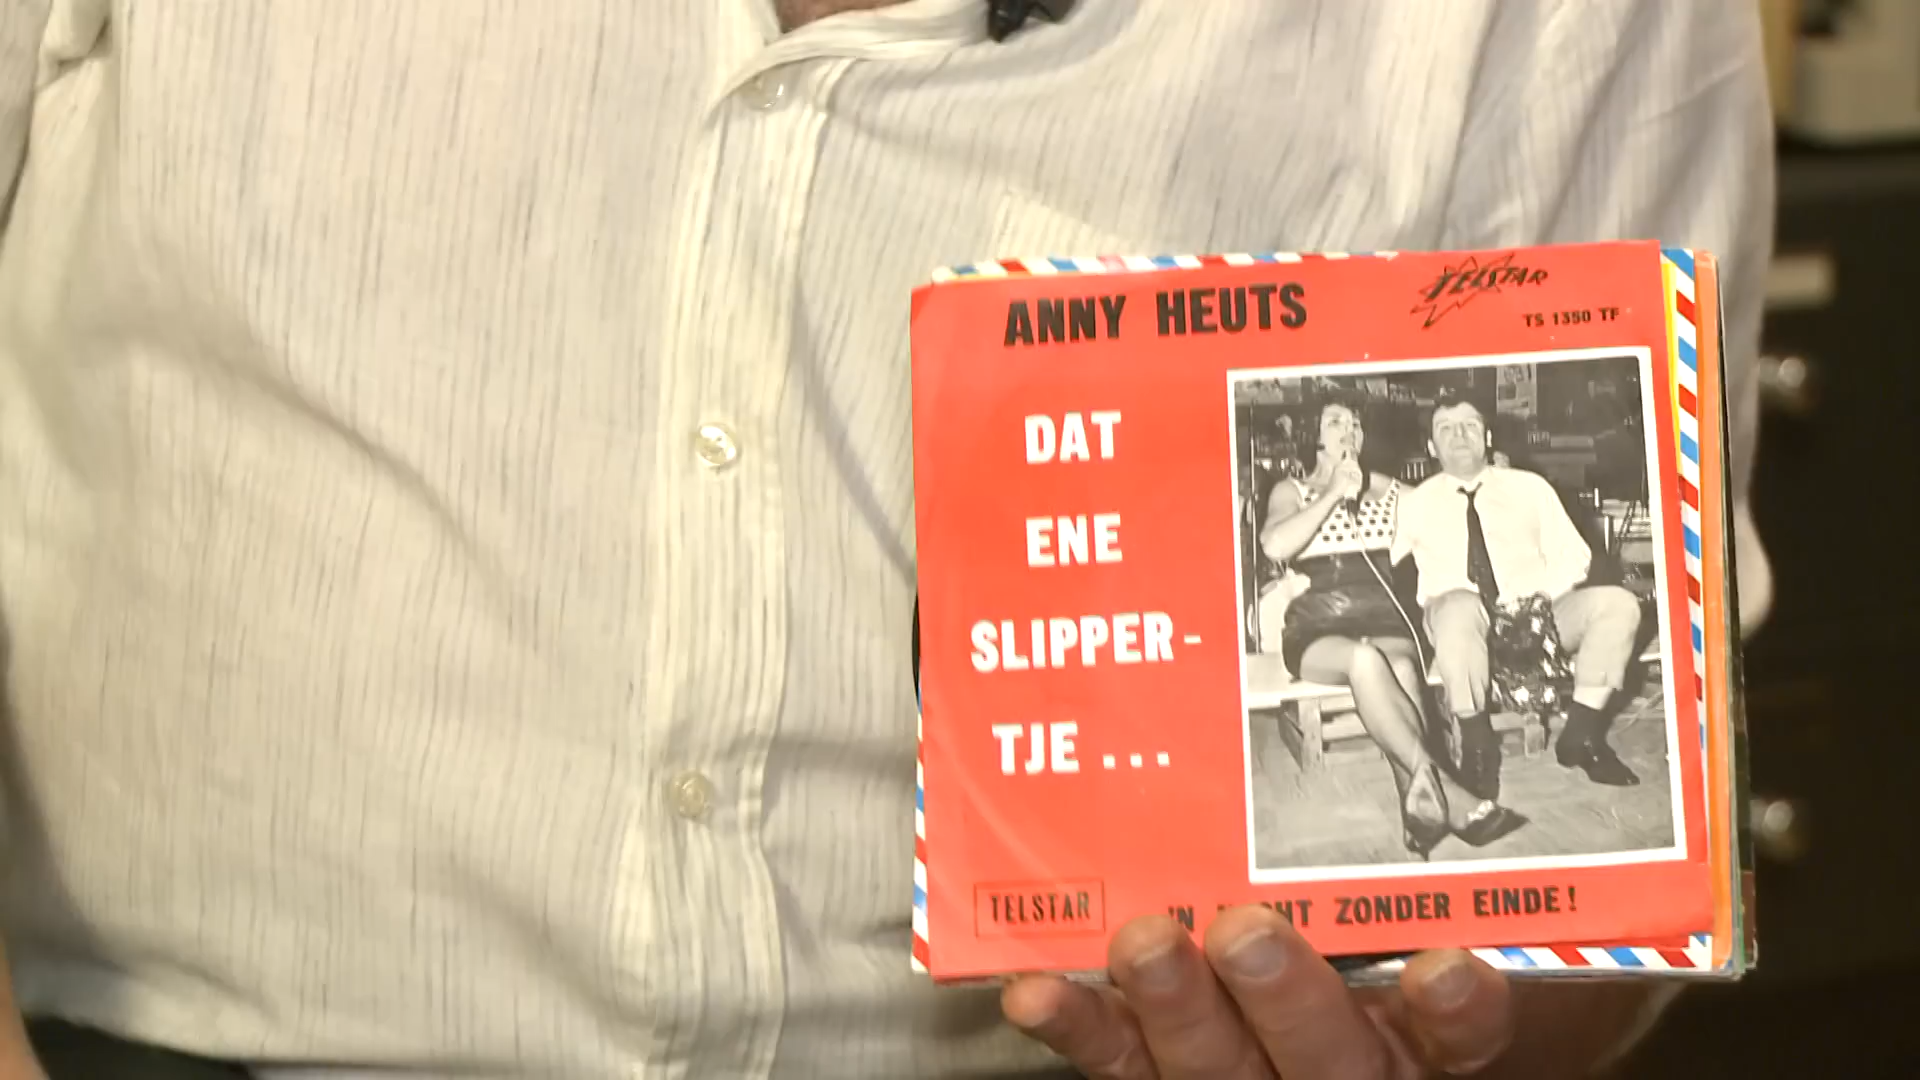 ANNY HEUTS
TELSTAR
TS 1350 TF
DAT
ENE
SLIPPER-
TJE ...
TELSTAR
'N ZONDER EINDE!